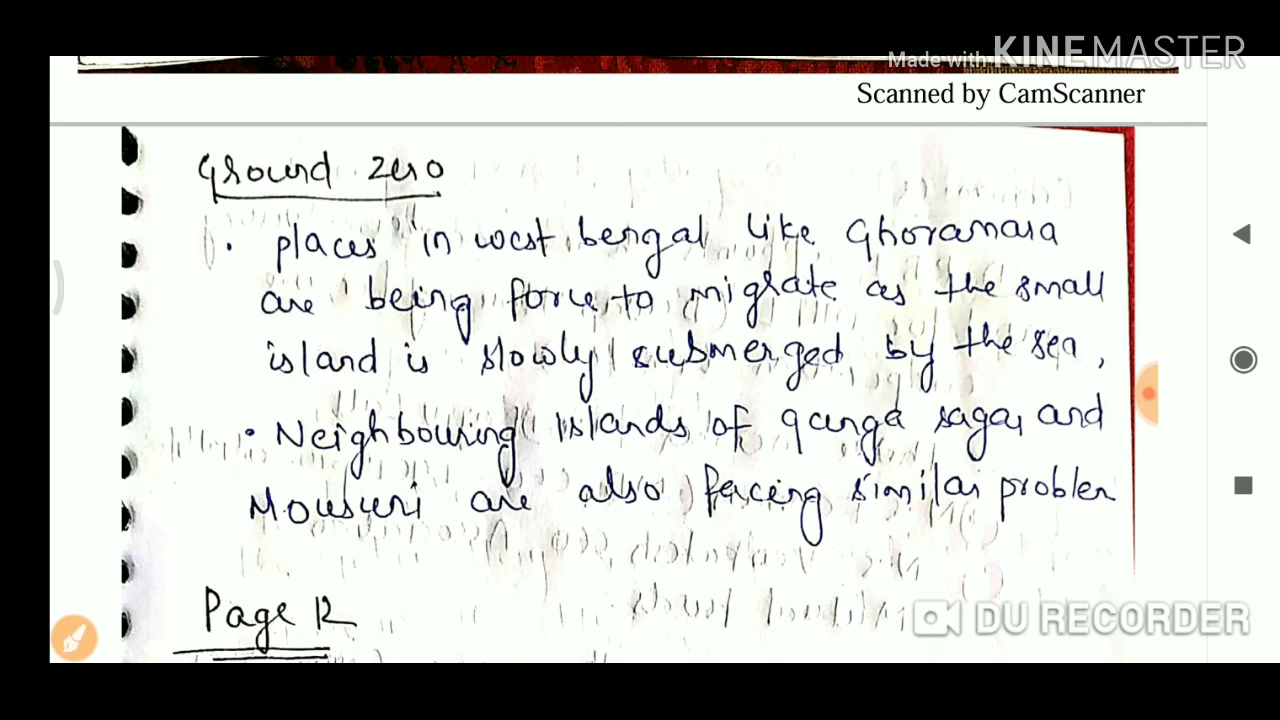 Made with KINEMASTER
Scanned by CamScanner
Ground zero
• places in west bengal like Ghoramara
are being force to migrate as the small
island is slowly submerged by the sea,
• Neighbouring islands of ganga sagar and
Mousuni are also facing similar problem
Page 12
DU RECORDER